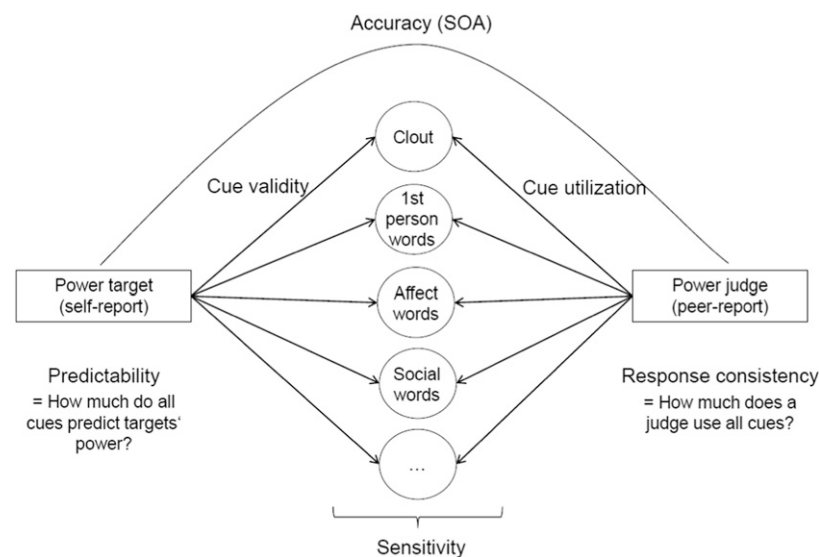 Accuracy (SOA)
Clout
Cue validity
Cue utilization
1st
person
words
Power target
(self-report)
Affect
words
Power judge
(peer-report)
Predictability
= How much do all
cues predict targets‘
power?
Social
words
Response consistency
= How much does a
judge use all cues?
...
Sensitivity